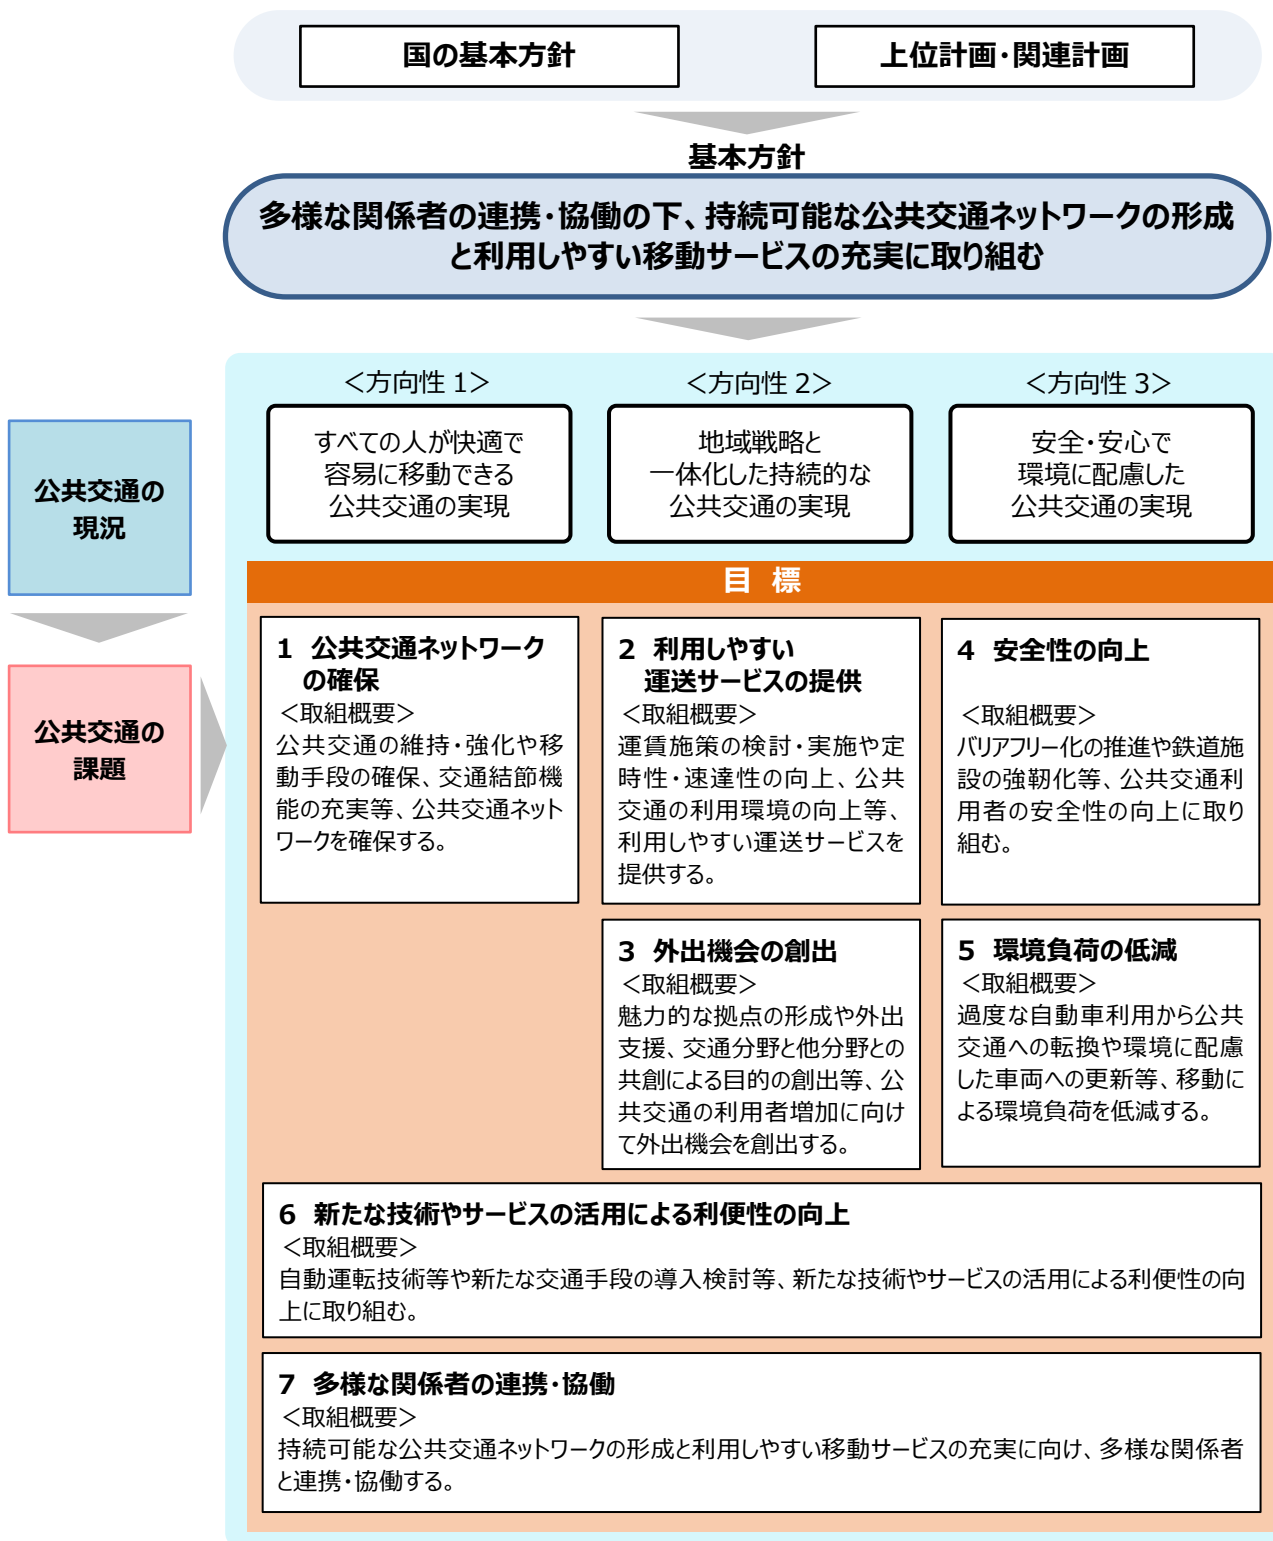 国の基本方針
上位計画・関連計画
基本方針
多様な関係者の連携・協働の下、持続可能な公共交通ネットワークの形成
と利用しやすい移動サービスの充実に取り組む
公共交通の
現況
公共交通の
課題
＜方向性１＞
すべての人が快適で
容易に移動できる
公共交通の実現
＜方向性２＞
地域戦略と
一体化した持続的な
公共交通の実現
＜方向性３＞
安全・安心で
環境に配慮した
公共交通の実現
目 標
1 公共交通ネットワーク
の確保
＜取組概要＞
公共交通の維持・強化や移
動手段の確保、交通結節機
能の充実等、公共交通ネット
ワークを確保する。
2 利用しやすい
運送サービスの提供
＜取組概要＞
運賃施策の検討・実施や定
時性・速達性の向上、公共
交通の利用環境の向上等、
利用しやすい運送サービスを
提供する。
4 安全性の向上
＜取組概要＞
バリアフリー化の推進や鉄道施
設の強靭化等、公共交通利
用者の安全性の向上に取り
組む。
3 外出機会の創出
＜取組概要＞
魅力的な拠点の形成や外出
支援、交通分野と他分野との
共創による目的の創出等、公
共交通の利用者増加に向け
て外出機会を創出する。
5 環境負荷の低減
＜取組概要＞
過度な自動車利用から公共
交通への転換や環境に配慮
した車両への更新等、移動に
よる環境負荷を低減する。
6 新たな技術やサービスの活用による利便性の向上
＜取組概要＞
自動運転技術等や新たな交通手段の導入検討等、新たな技術やサービスの活用による利便性の向
上に取り組む。
7 多様な関係者の連携・協働
＜取組概要＞
持続可能な公共交通ネットワークの形成と利用しやすい移動サービスの充実に向け、多様な関係者
と連携・協働する。